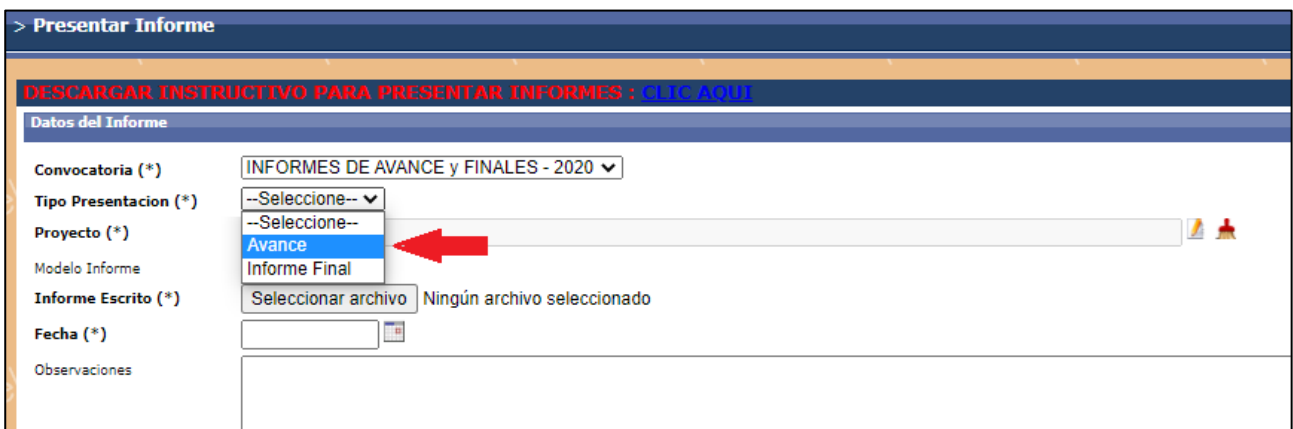 > Presentar Informe
DESCARGAR INSTRUCTIVO PARA PRESENTAR INFORMES : CLIC AQUI
Datos del Informe
Convocatoria (*) INFORMES DE AVANCE y FINALES - 2020
Tipo Presentacion (*) --Seleccione--
--Seleccione--
Proyecto (*)
Avance
Modelo Informe
Informe Final
Informe Escrito (*) Seleccionar archivo Ningún archivo seleccionado
Fecha (*)
Observaciones